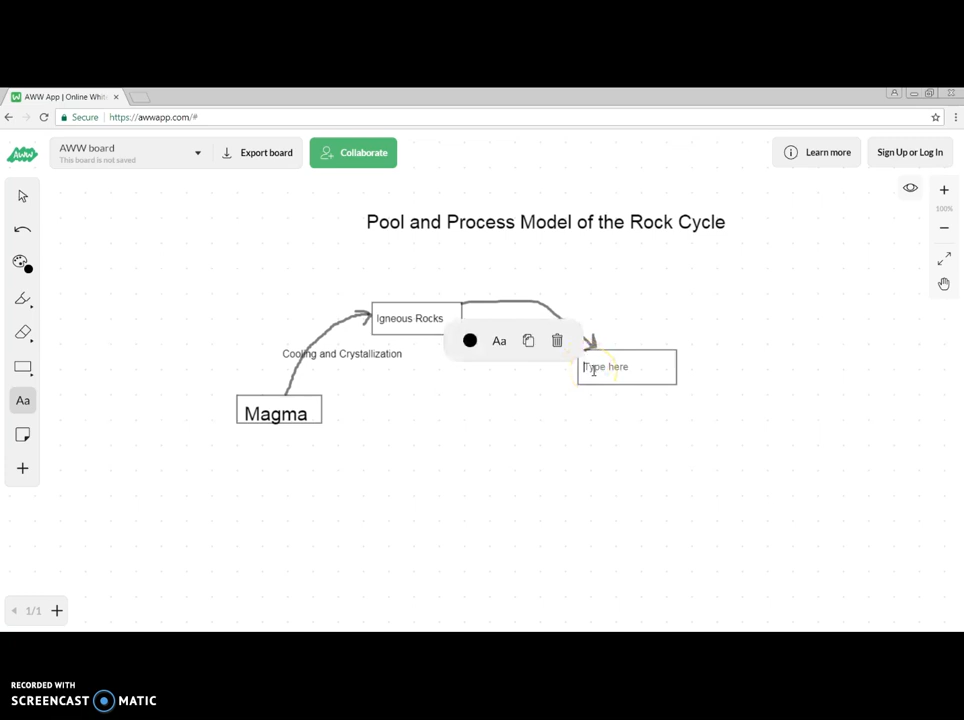 AWW App | Online Whit
Secure https://awwapp.com/#
AWW
AWW board
This board is not saved
Export board
Collaborate
Learn more
Sign Up or Log In
100%
Pool and Process Model of the Rock Cycle
Igneous Rocks
Aa
Cooling and Crystallization
Type here
Magma
Aa
1/1
RECORDED WITH
SCREENCAST MATIC